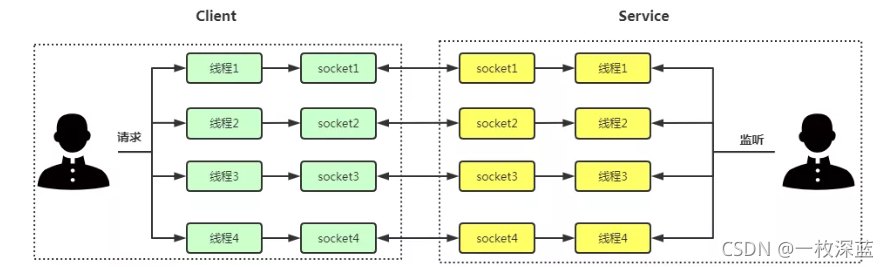 Client
Service
请求
线程1
socket1
socket1
线程1
线程2
socket2
socket2
线程2
线程3
socket3
socket3
线程3
线程4
socket4
socket4
线程4
监听
CSDN @一枚深蓝